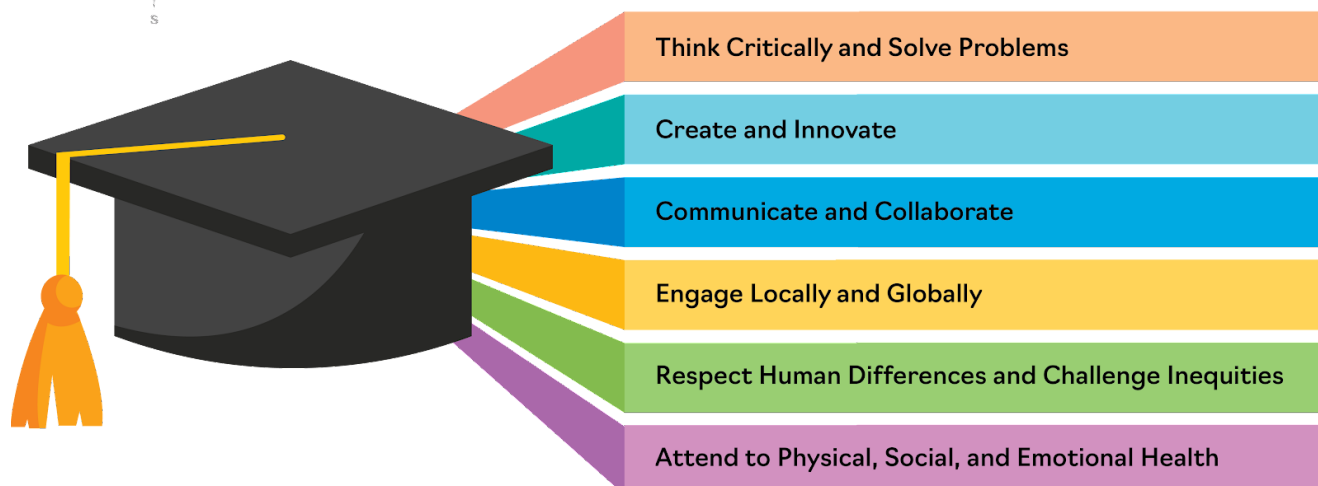 s
Think Critically and Solve Problems
Create and Innovate
Communicate and Collaborate
Engage Locally and Globally
Respect Human Differences and Challenge Inequities
Attend to Physical, Social, and Emotional Health